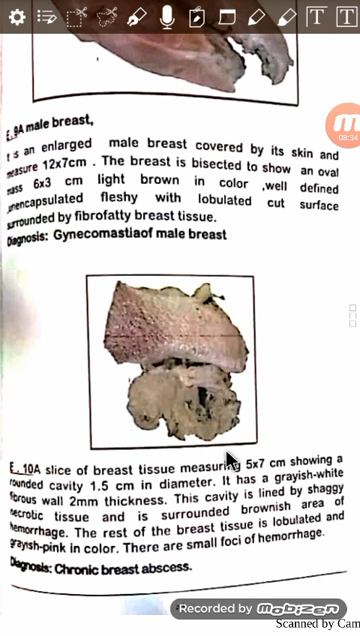 T
T
08:34
E. 9A male breast,
It is an enlarged male breast covered by its skin and
measure 12x7cm . The breast is bisected to show an oval
mass 6x3 cm light brown in color ,well defined
unencapsulated fleshy with lobulated cut surface
surrounded by fibrofatty breast tissue.
Diagnosis: Gynecomastiaof male breast
E. 10A slice of breast tissue measuring 5x7 cm showing a
rounded cavity 1.5 cm in diameter. It has a grayish-white
fibrous wall 2mm thickness. This cavity is lined by shaggy
necrotic tissue and is surrounded brownish area of
hemorrhage. The rest of the breast tissue is lobulated and
grayish-pink in color. There are small foci of hemorrhage.
Diagnosis: Chronic breast abscess.
Recorded by Mobizen
Scanned by Cam